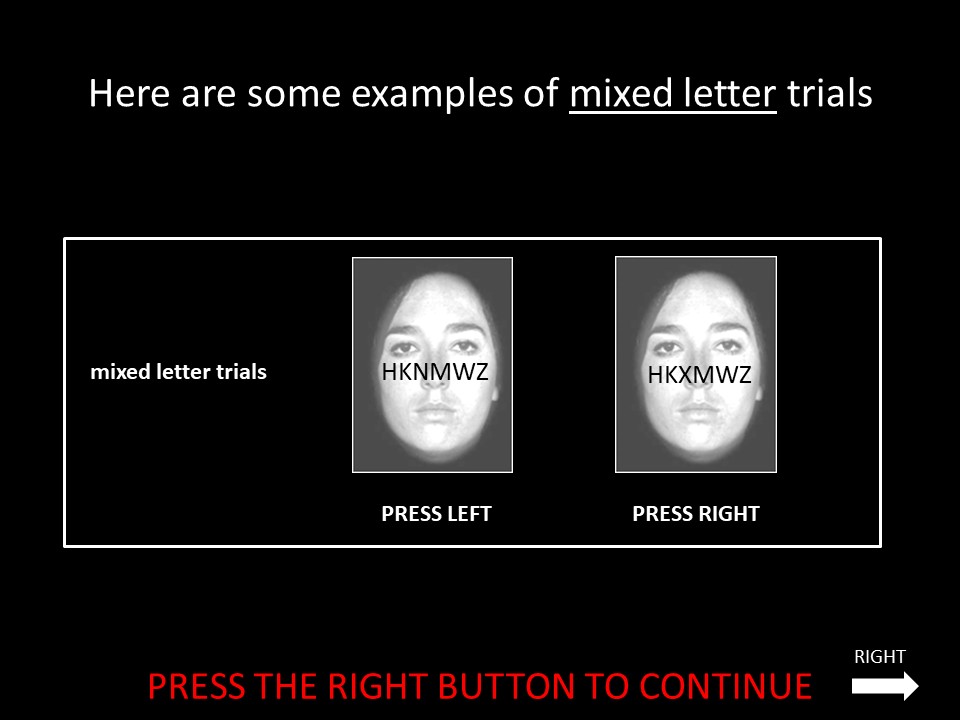 Here are some examples of mixed letter trials
mixed letter trials
HKNMWZ
HKXMWZ
PRESS LEFT
PRESS RIGHT
RIGHT
PRESS THE RIGHT BUTTON TO CONTINUE